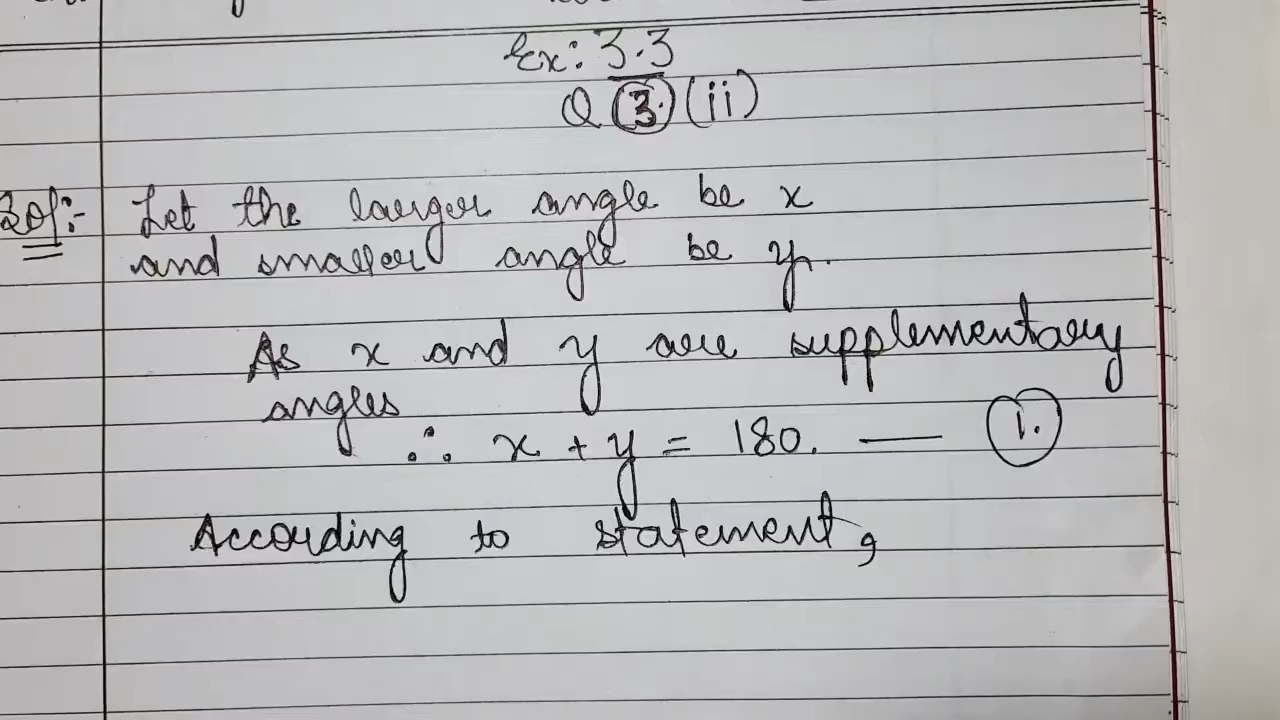 Ex: 3.3
Q (3.) (ii)
Sol:- Let the larger angle be x
and smaller angle be y.
As x and y are supplementary
angles
∴ x + y = 180. — (i.)
According to statement,